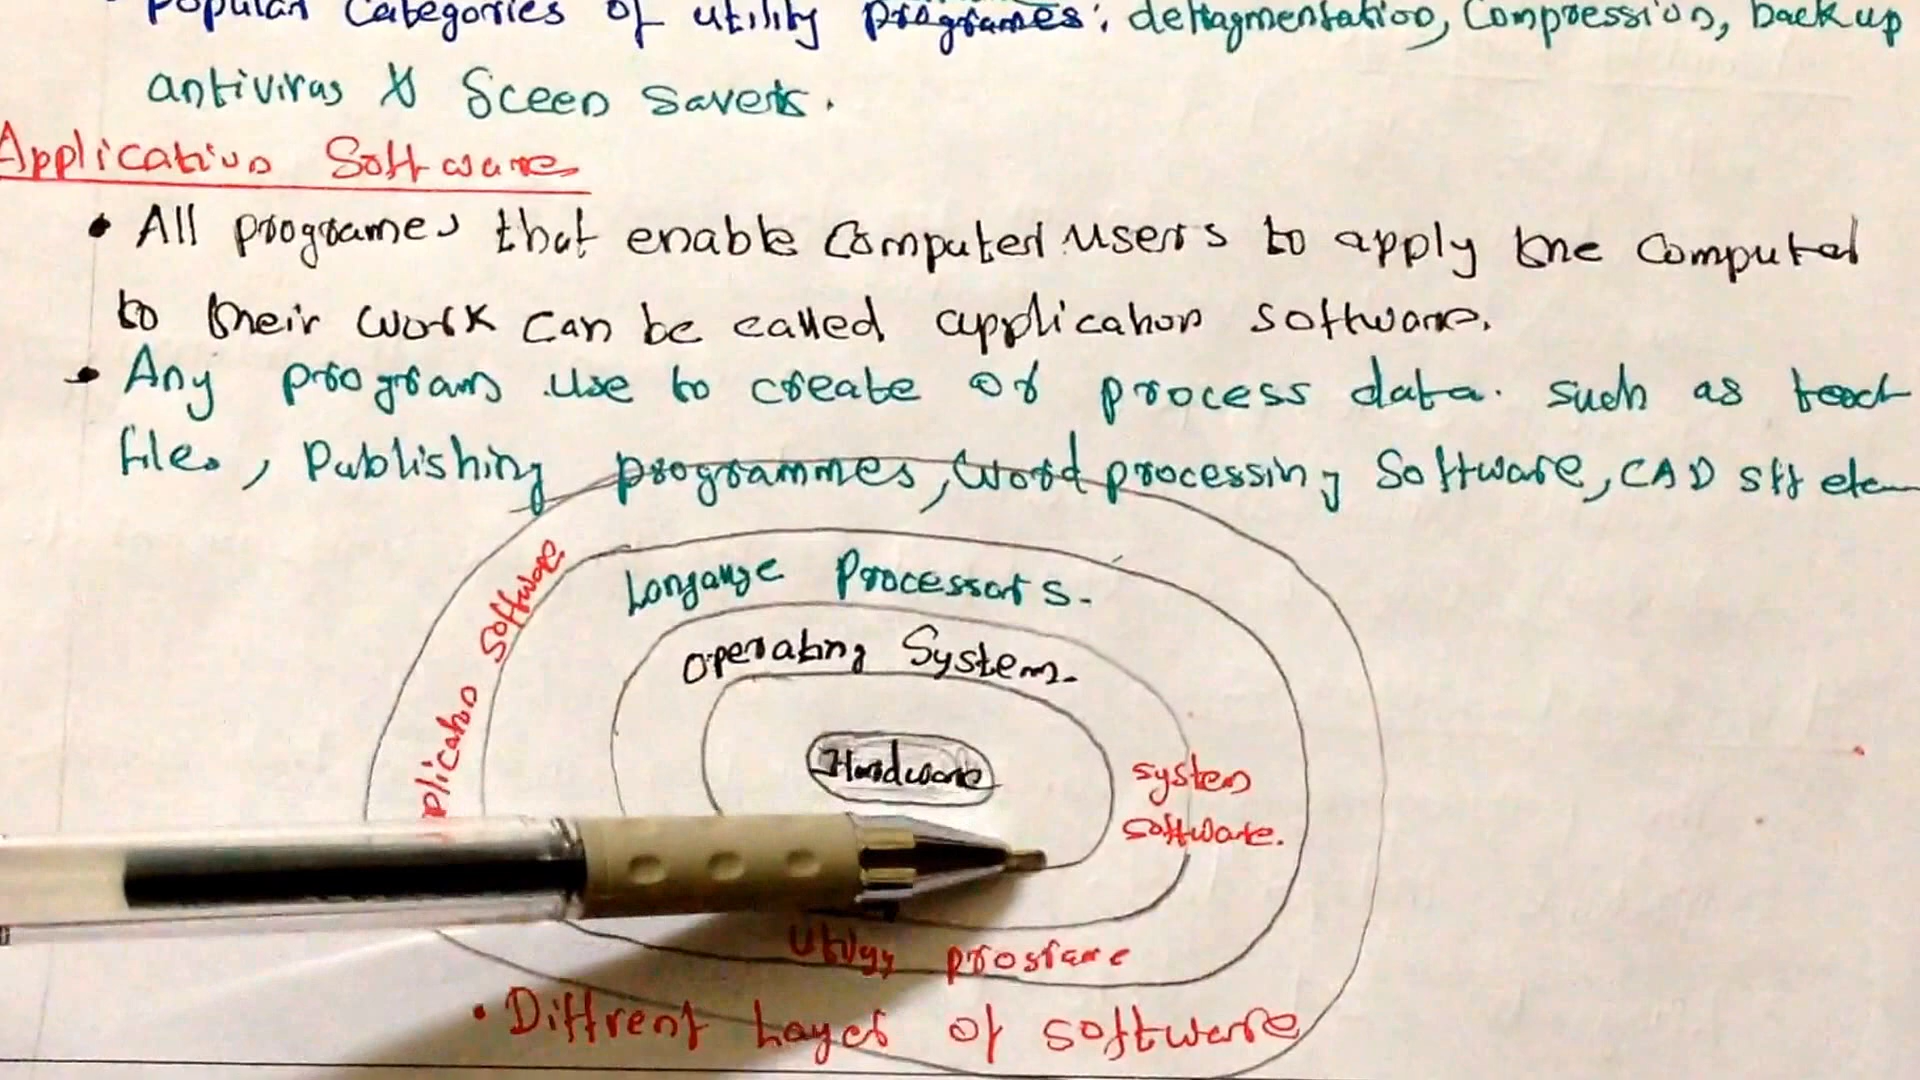 Popular Categories of utility programes: defragmentation, Compression, backup
antivirus & Sceen Savers.
Application Software
• All programes that enable Computer users to apply the Computer
to their work can be called application software.
• Any program use to create or process data. such as text
files, Publishing programmes, word processing Software, CAD sft etc
Application Software
Langauge Processors.
Operating System.
Hardware
system
software.
Utility programe
• Diffrent Layer of software